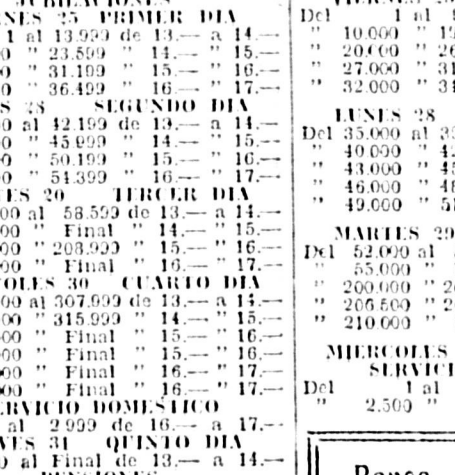 JUBILACIONES
NES 25 PRIMER DIA
1 al 13.999 de 13.— a 14.—
0 " 23.599 " 14.— " 15.—
0 " 31.199 " 15.— " 16.—
0 " 36.499 " 16.— " 17.—
S 28 SEGUNDO DIA
0 al 42.199 de 13.— a 14.—
0 " 45.999 " 14.— " 15.—
0 " 50.199 " 15.— " 16.—
0 " 54.399 " 16.— " 17.—
ES 29 TERCER DIA
00 al 58.599 de 13.— a 14.—
00 " Final " 14.— " 15.—
00 " 208.999 " 15.— " 16.—
00 " Final " 16.— " 17.—
OLES 30 CUARTO DIA
00 al 307.999 de 13.— a 14.—
00 " 315.999 " 14.— " 15.—
00 " Final " 15.— " 16.—
00 " Final " 15.— " 16.—
00 " Final " 16.— " 17.—
00 " Final " 16.— " 17.—
ERVICIO DOMESTICO
al 2.999 de 16.— a 17.—
VES 31 QUINTO DIA
0 al Final de 13.— a 14.—
PENSIONES
Del 1 al
" 10.000 " 1
" 20.000 " 2
" 27.000 " 31
" 32.000 " 34
LUNES 28
Del 35.000 al 3
" 40.000 " 4
" 43.000 " 4
" 46.000 " 48
" 49.000 " 51
MARTES 29
Del 52.000 al
" 55.000 "
" 200.000 " 2
" 206.500 " 2
" 210.000 "
MIERCOLES
SERVICI
Del 1 al
" 2.500 "